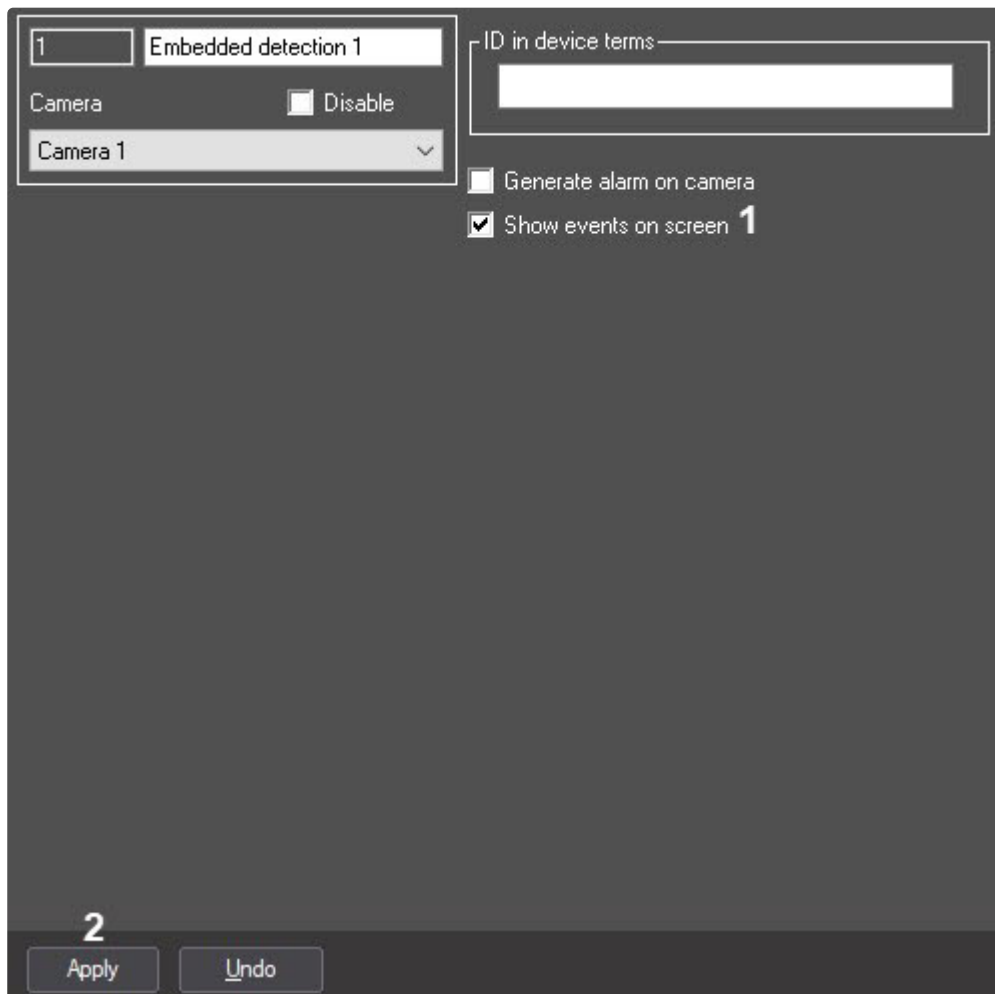 1
Embedded detection 1
Camera
Disable
Camera 1
ID in device terms
Generate alarm on camera
Show events on screen 1
2
Apply
Undo